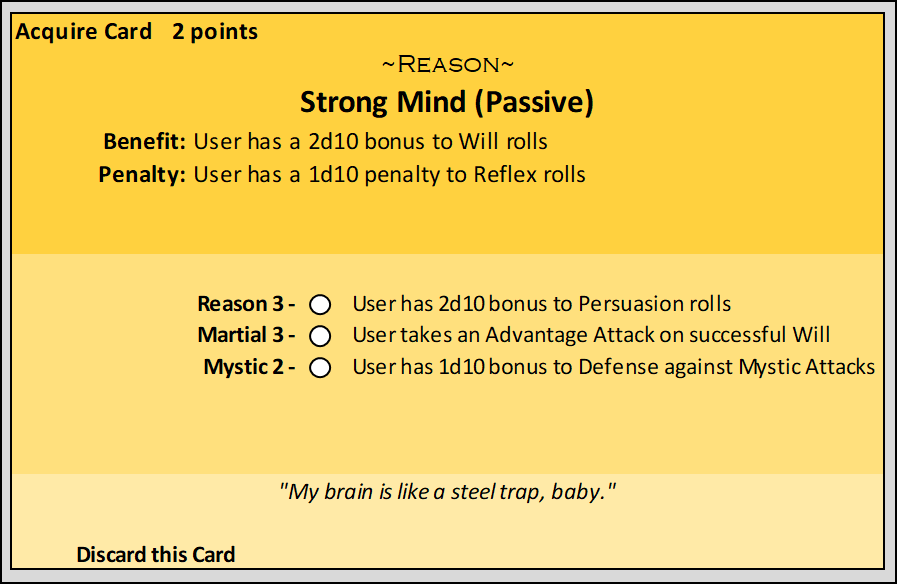 Acquire Card 2 points
~REASON~
Strong Mind (Passive)
Benefit: User has a 2d10 bonus to Will rolls
Penalty: User has a 1d10 penalty to Reflex rolls
Reason 3 - User has 2d10 bonus to Persuasion rolls
Martial 3 - User takes an Advantage Attack on successful Will
Mystic 2 - User has 1d10 bonus to Defense against Mystic Attacks
"My brain is like a steel trap, baby."
Discard this Card